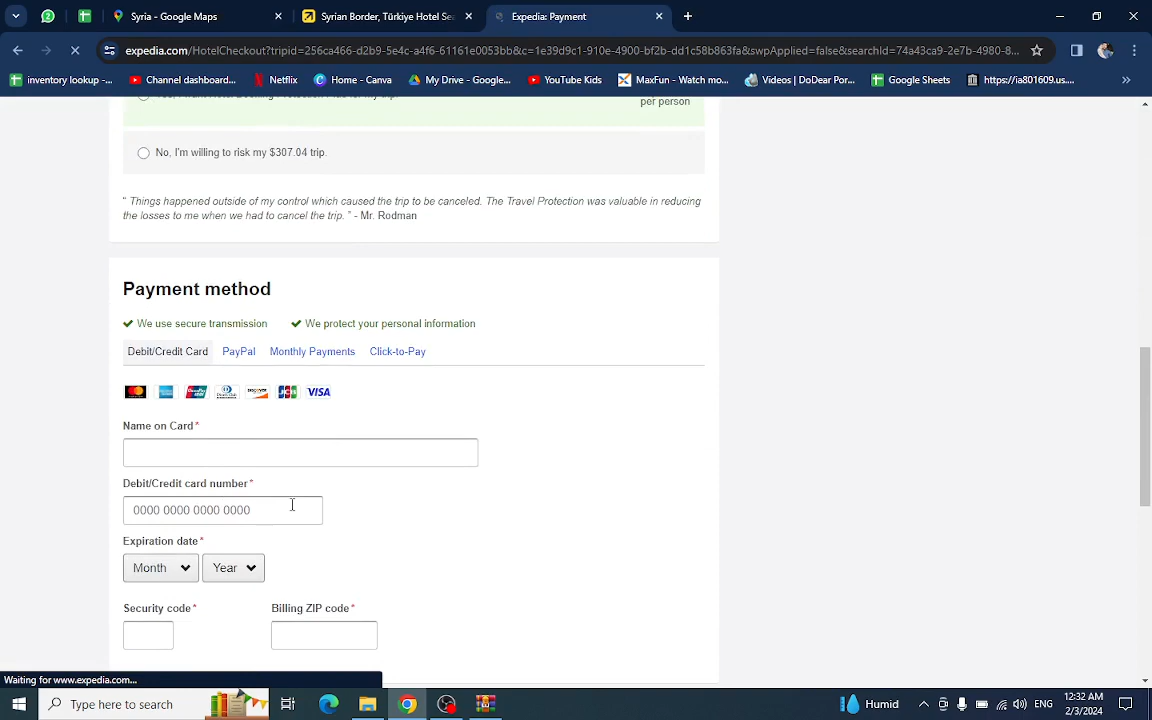 Syria - Google Maps
Syrian Border, Türkiye Hotel Sea
Expedia: Payment
expedia.com/HotelCheckout?tripid=256ca466-d2b9-5e4c-a4f6-61161e0053bb&c=1e39d9c1-910e-4900-bf2b-dd1c58b863fa&swpApplied=false&searchId=74a43ca9-2e7b-4980-8...
inventory lookup -...
Channel dashboard...
Netflix
Home - Canva
My Drive - Google...
YouTube Kids
MaxFun - Watch mo...
Videos | DoDear Por...
Google Sheets
https://ia801609.us....
per person
No, I'm willing to risk my $307.04 trip.
" Things happened outside of my control which caused the trip to be canceled. The Travel Protection was valuable in reducing
the losses to me when we had to cancel the trip. " - Mr. Rodman
Payment method
We use secure transmission
We protect your personal information
Debit/Credit Card
PayPal
Monthly Payments
Click-to-Pay
DISCOVER
JCB
VISA
Name on Card*
Debit/Credit card number*
0000 0000 0000 0000
Expiration date*
Month
Year
Security code*
Billing ZIP code*
Waiting for www.expedia.com...
Type here to search
Humid
ENG
12:32 AM
2/3/2024